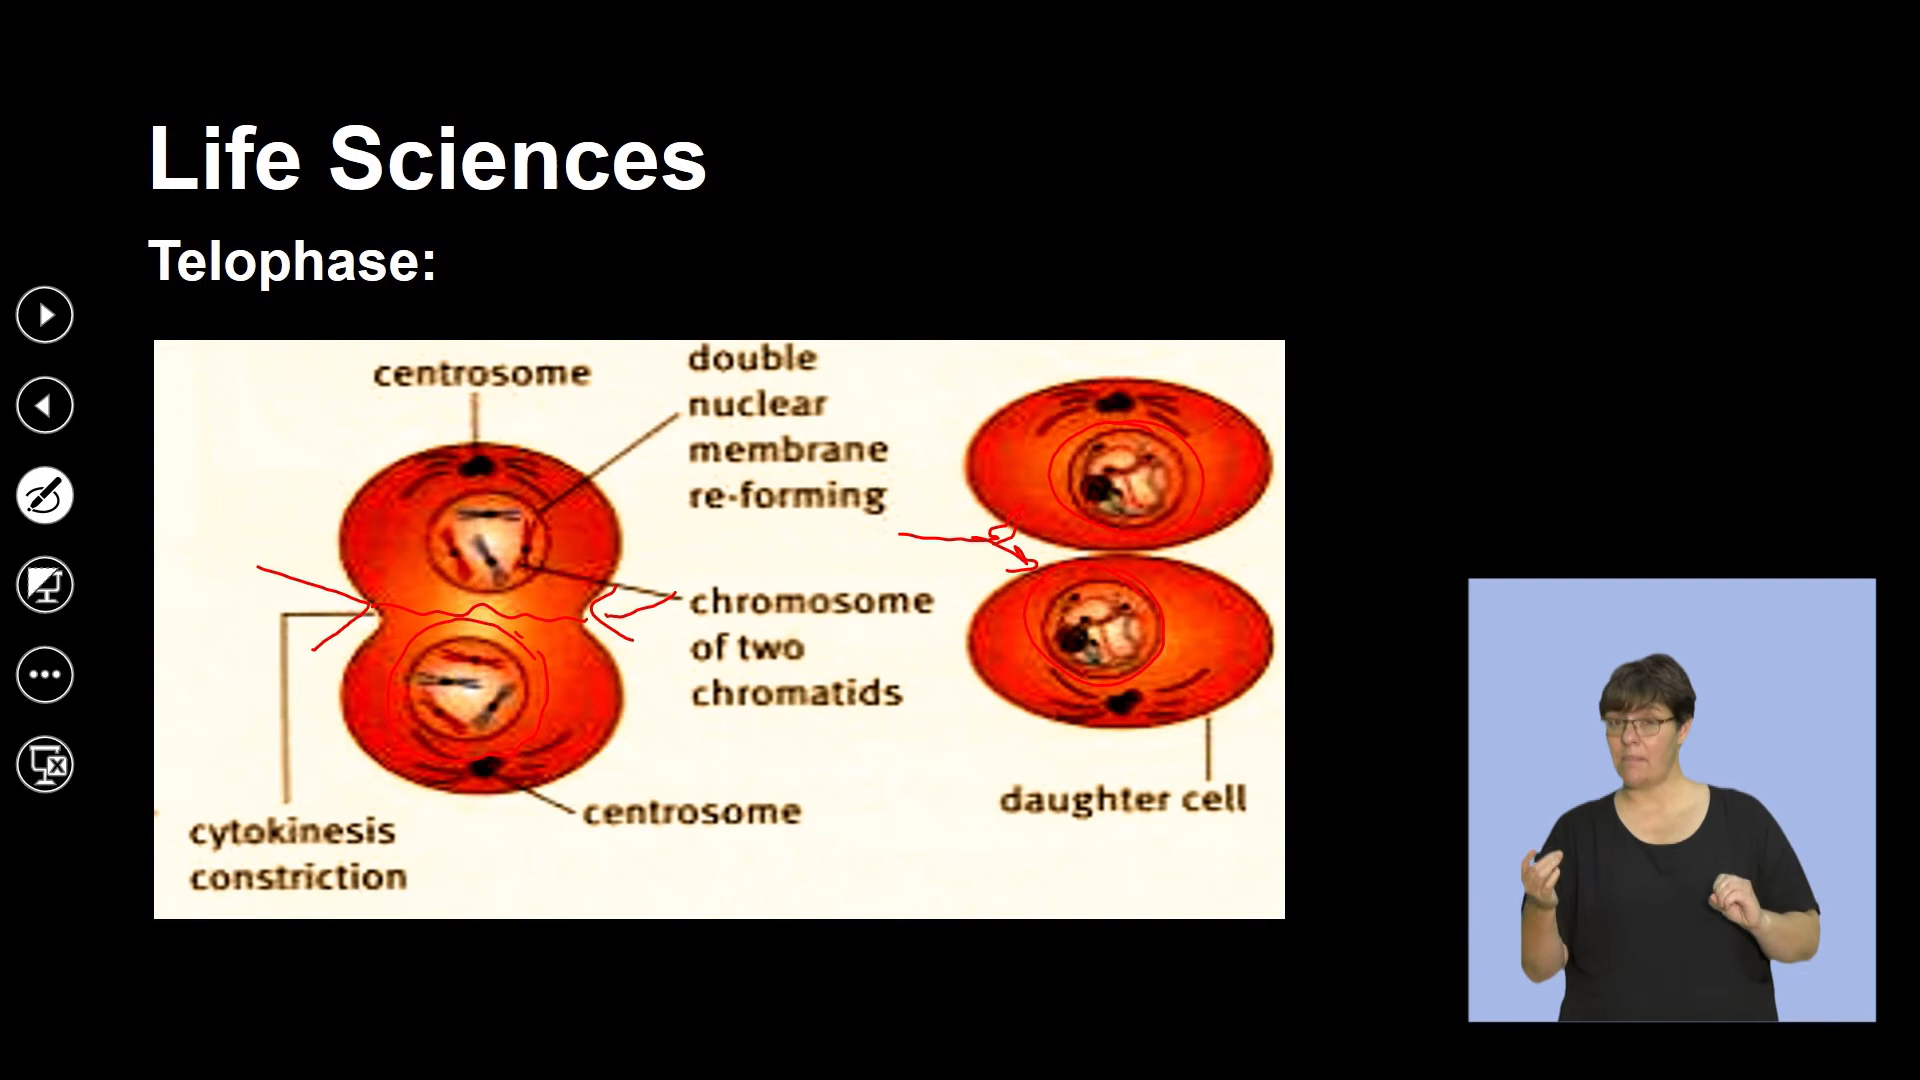 Life Sciences
Telophase:
centrosome
double
nuclear
membrane
re-forming
chromosome
of two
chromatids
centrosome
cytokinesis
constriction
daughter cell